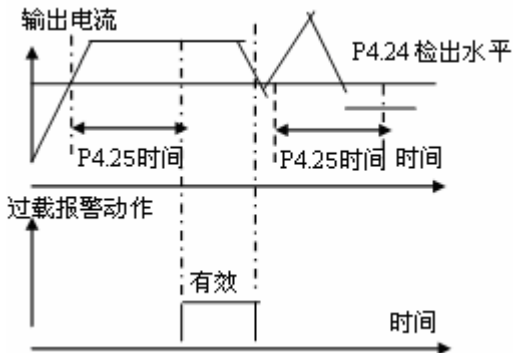 输出电流
P4.24 检出水平
P4.25时间
P4.25时间
时间
过载报警动作
有效
时间